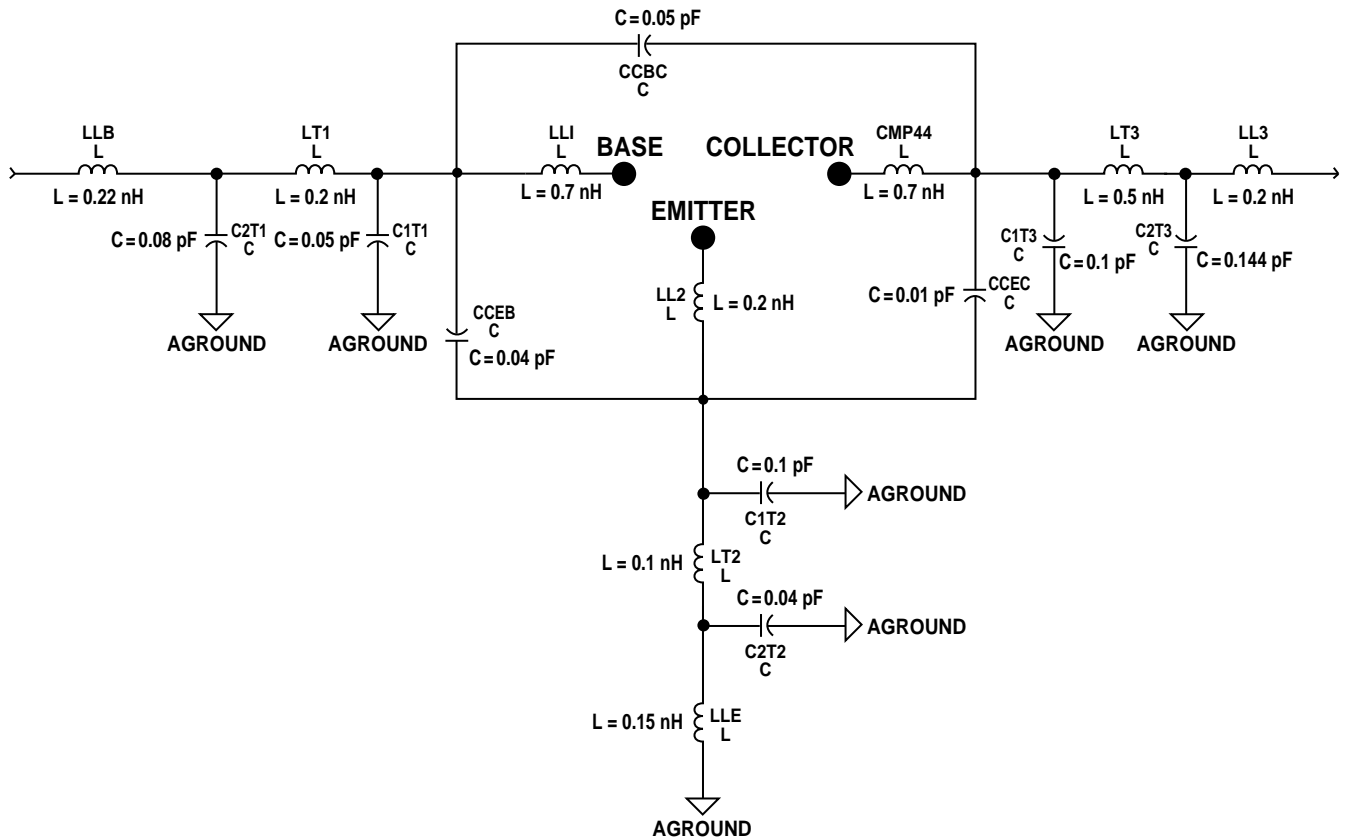 C = 0.05 pF
CCBC
C
LLB
L
L = 0.22 nH
LT1
L
L = 0.2 nH
LLI
L
L = 0.7 nH
BASE
COLLECTOR
CMP44
L
L = 0.7 nH
LT3
L
L = 0.5 nH
LL3
L
L = 0.2 nH
EMITTER
C = 0.08 pF
C2T1
C
C = 0.05 pF
C1T1
C
C1T3
C
C = 0.1 pF
C2T3
C
C = 0.144 pF
LL2
L
L = 0.2 nH
C = 0.01 pF
CCEC
C
CCEB
C
C = 0.04 pF
AGROUND
AGROUND
AGROUND
AGROUND
C = 0.1 pF
C1T2
C
AGROUND
L = 0.1 nH
LT2
L
C = 0.04 pF
C2T2
C
AGROUND
L = 0.15 nH
LLE
L
AGROUND